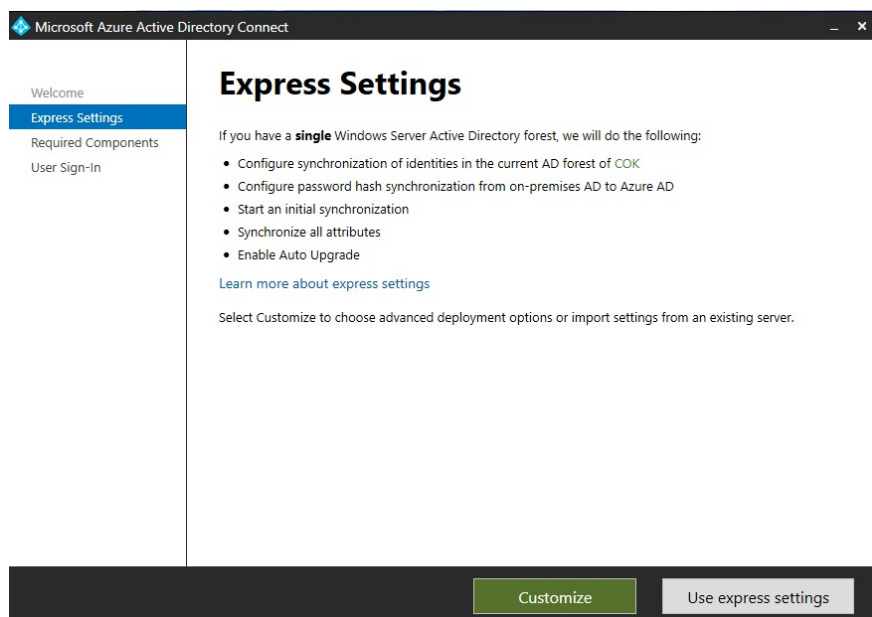 Microsoft Azure Active Directory Connect
Welcome
Express Settings
Required Components
User Sign-In
Express Settings
If you have a single Windows Server Active Directory forest, we will do the following:
• Configure synchronization of identities in the current AD forest of COK
• Configure password hash synchronization from on-premises AD to Azure AD
• Start an initial synchronization
• Synchronize all attributes
• Enable Auto Upgrade
Learn more about express settings
Select Customize to choose advanced deployment options or import settings from an existing server.
Customize
Use express settings